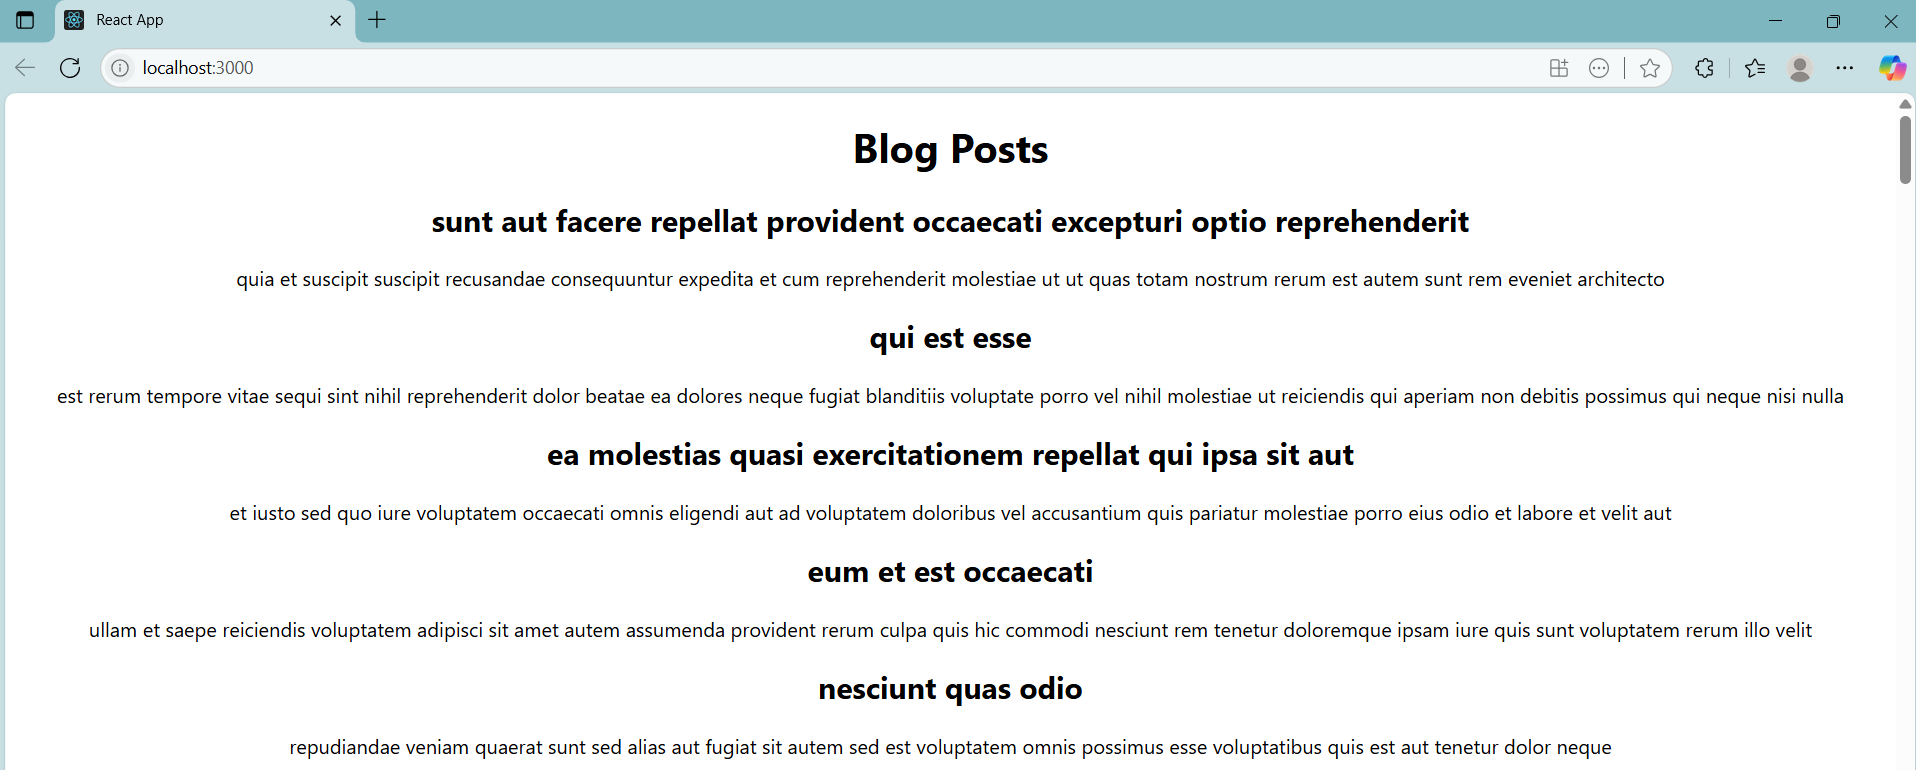 React App
localhost:3000
Blog Posts
sunt aut facere repellat provident occaecati excepturi optio reprehenderit
quia et suscipit suscipit recusandae consequuntur expedita et cum reprehenderit molestiae ut ut quas totam nostrum rerum est autem sunt rem eveniet architecto
qui est esse
est rerum tempore vitae sequi sint nihil reprehenderit dolor beatae ea dolores neque fugiat blanditiis voluptate porro vel nihil molestiae ut reiciendis qui aperiam non debitis possimus qui neque nisi nulla
ea molestias quasi exercitationem repellat qui ipsa sit aut
et iusto sed quo iure voluptatem occaecati omnis eligendi aut ad voluptatem doloribus vel accusantium quis pariatur molestiae porro eius odio et labore et velit aut
eum et est occaecati
ullam et saepe reiciendis voluptatem adipisci sit amet autem assumenda provident rerum culpa quis hic commodi nesciunt rem tenetur doloremque ipsam iure quis sunt voluptatem rerum illo velit
nesciunt quas odio
repudiandae veniam quaerat sunt sed alias aut fugiat sit autem sed est voluptatem omnis possimus esse voluptatibus quis est aut tenetur dolor neque